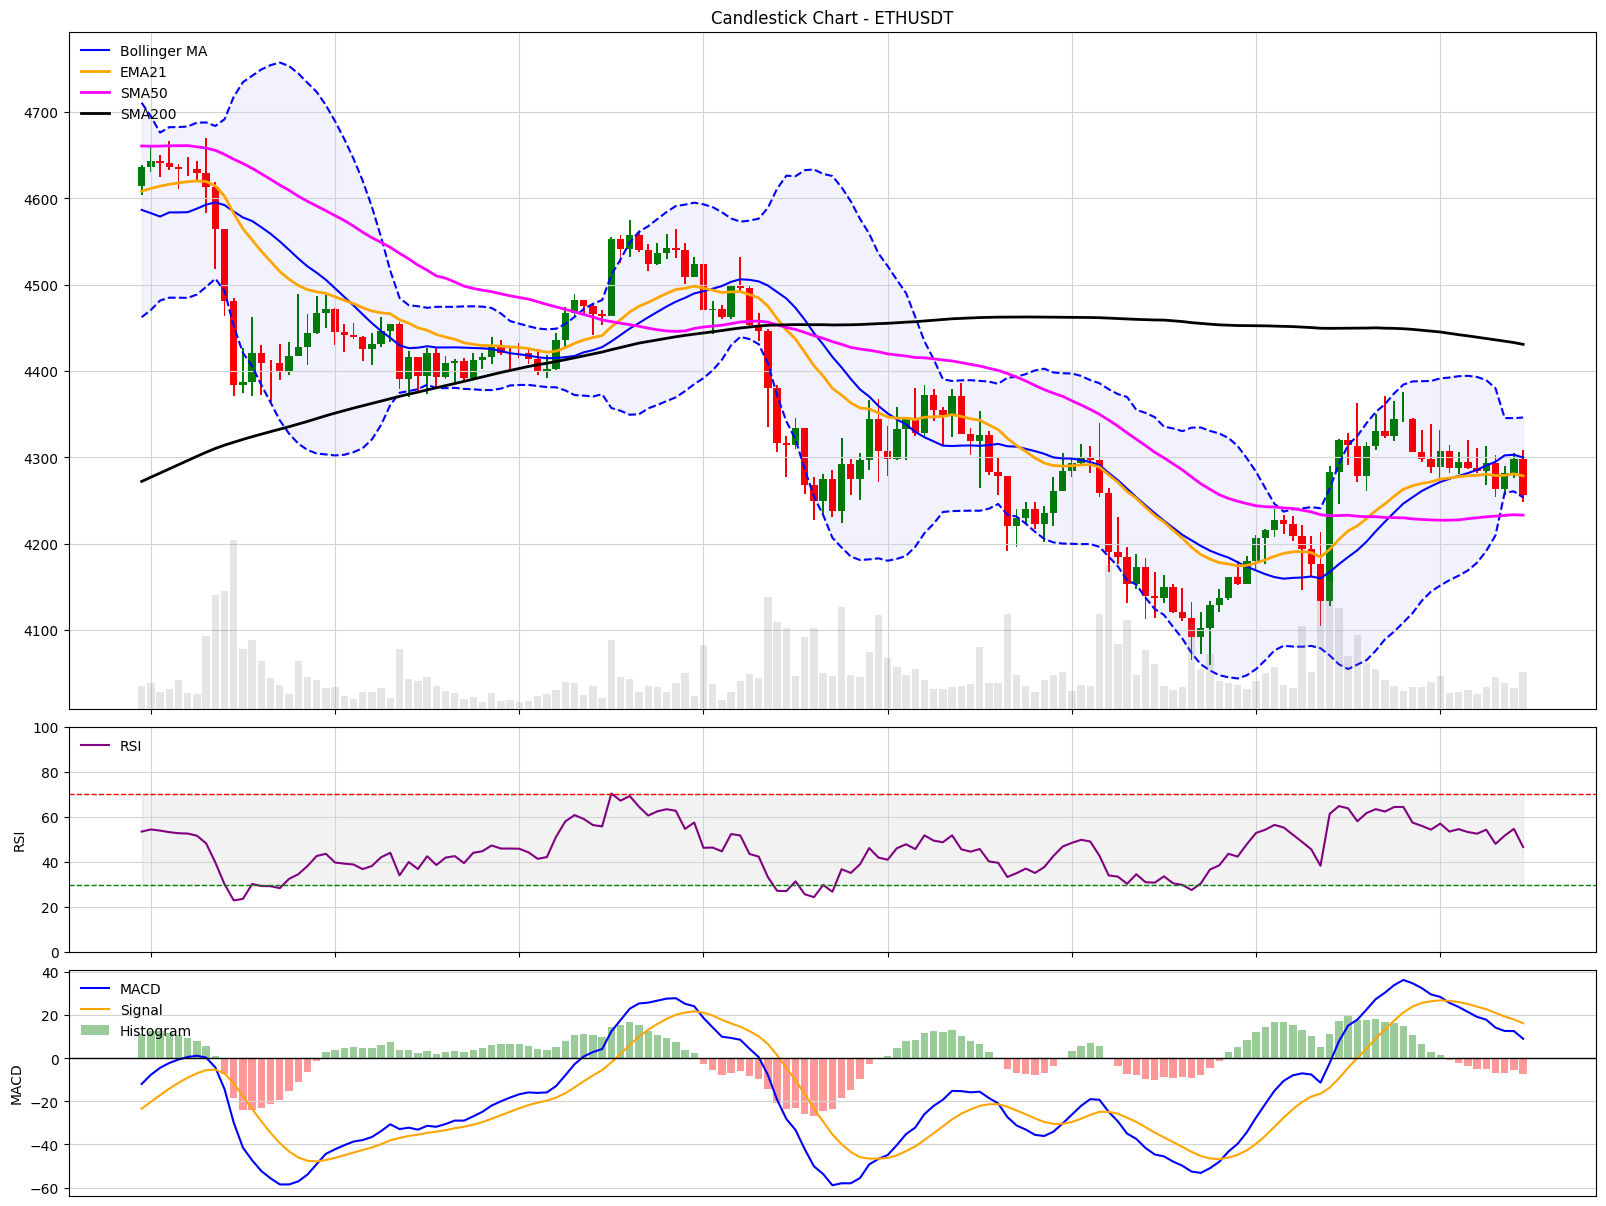 Candlestick Chart - ETHUSDT
Bollinger MA
EMA21
SMA50
SMA200
4700
4600
4500
4400
4300
4200
4100
100
80
60
40
20
0
RSI
RSI
40
20
0
−20
−40
−60
MACD
MACD
Signal
Histogram